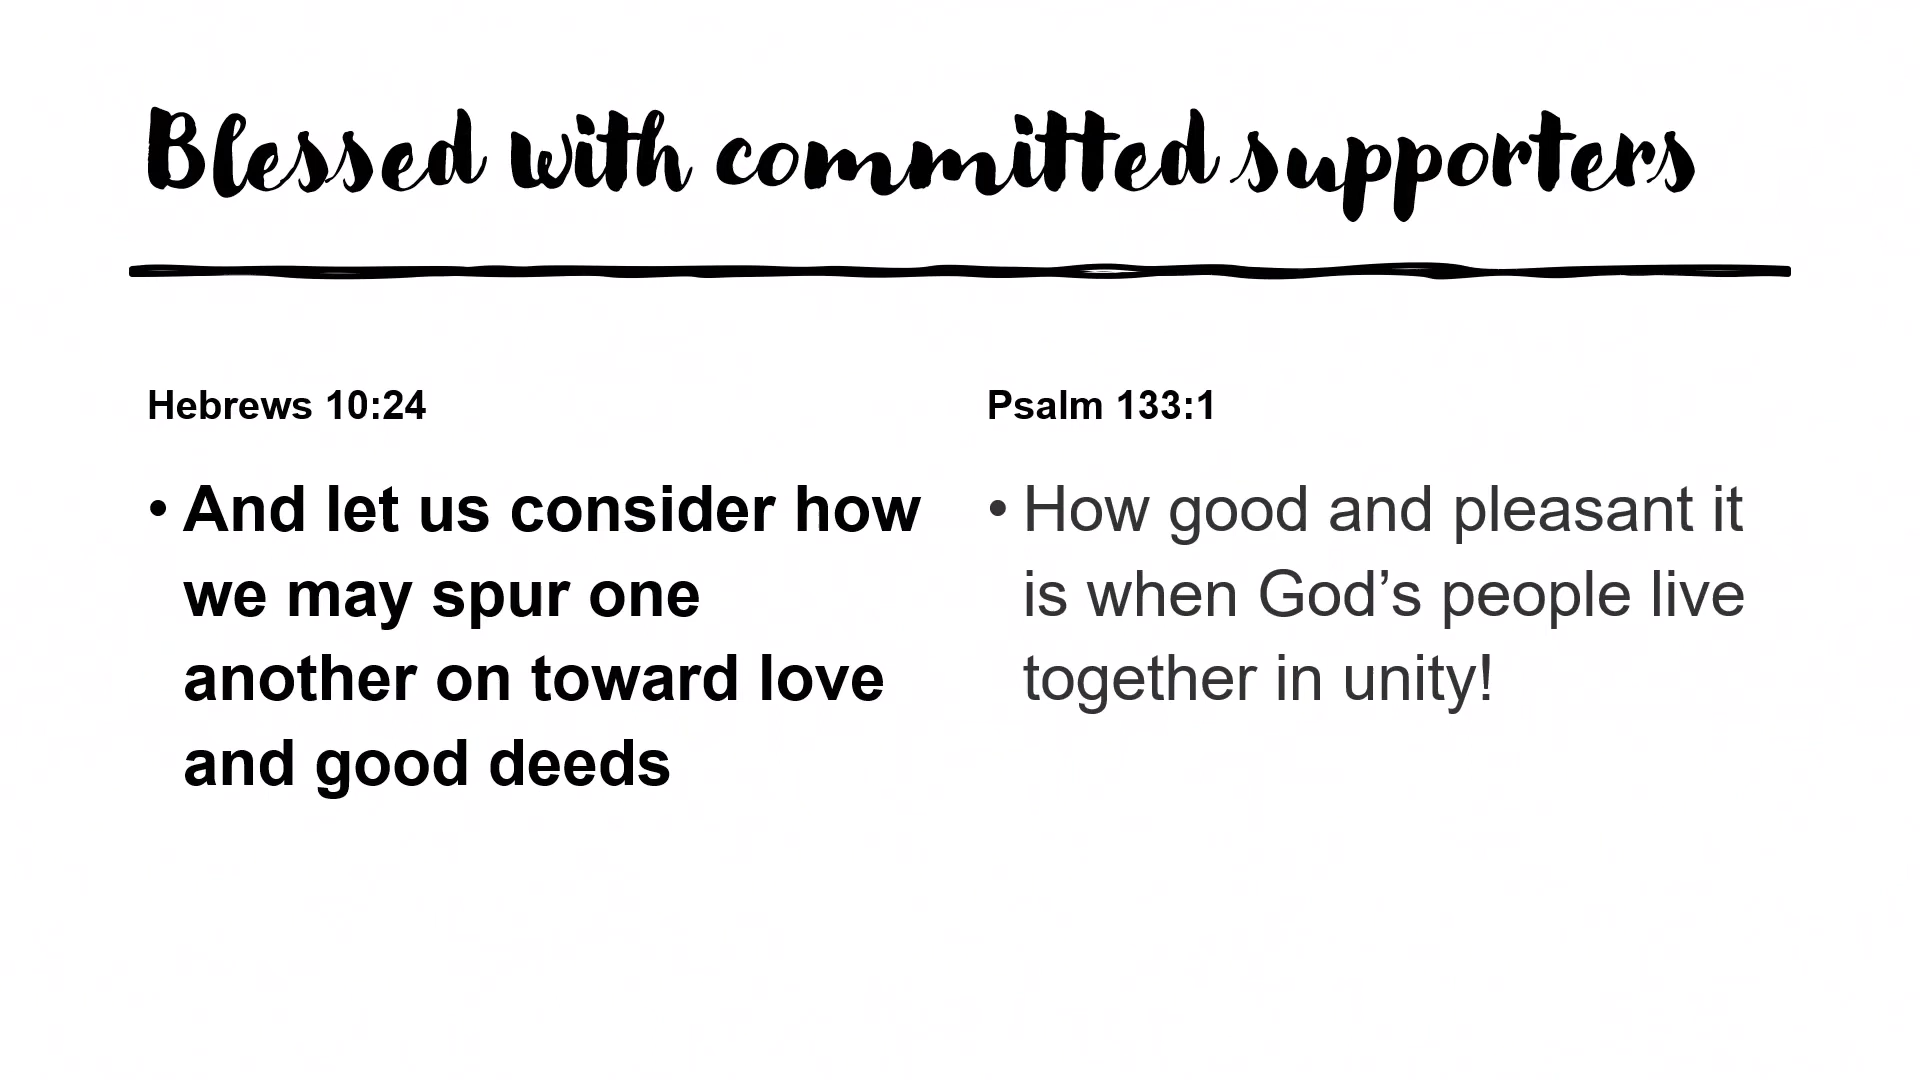 Blessed with committed supporters
Hebrews 10:24
• And let us consider how
we may spur one
another on toward love
and good deeds
Psalm 133:1
• How good and pleasant it
is when God’s people live
together in unity!